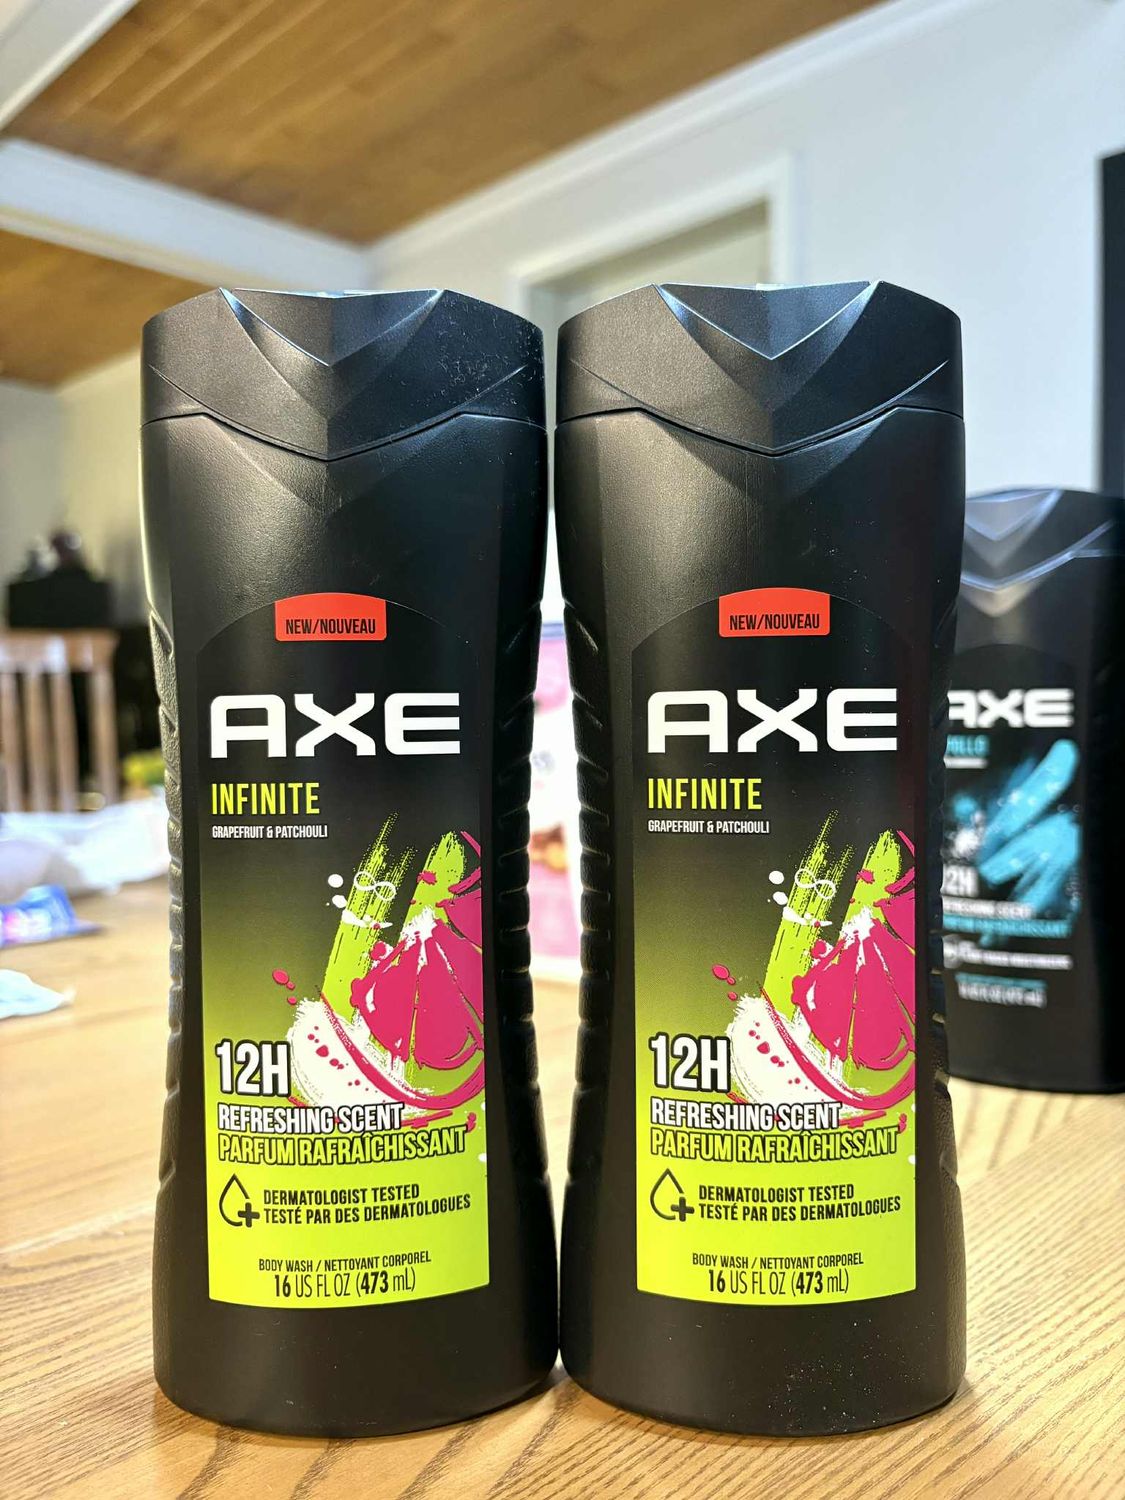 NEW/NOUVEAU
AXE
INFINITE
GRAPEFRUIT & PATCHOULI
12H
REFRESHING SCENT
PARFUM RAFRAÎCHISSANT
DERMATOLOGIST TESTED
TESTÉ PAR DES DERMATOLOGUES
BODY WASH / NETTOYANT CORPOREL
16 US FL OZ (473 mL)
NEW/NOUVEAU
AXE
INFINITE
GRAPEFRUIT & PATCHOULI
12H
REFRESHING SCENT
PARFUM RAFRAÎCHISSANT
DERMATOLOGIST TESTED
TESTÉ PAR DES DERMATOLOGUES
BODY WASH / NETTOYANT CORPOREL
16 US FL OZ (473 mL)
AXE